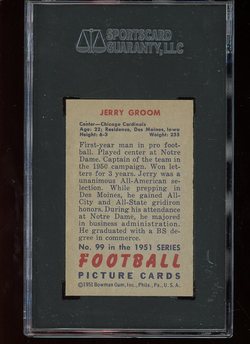 SPORTSCARD
GUARANTY, LLC
JERRY GROOM
Center—Chicago Cardinals
Age: 22; Residence, Des Moines, Iowa
Height: 6-3 Weight: 235
First-year man in pro foot-
ball. Played center at Notre
Dame. Captain of the team in
the 1950 campaign. Won let-
ters for 3 years. Jerry was a
unanimous All-American se-
lection. While prepping in
Des Moines, he gained All-
City and All-State gridiron
honors. During his attendance
at Notre Dame, he majored
in business administration.
He graduated with a BS de-
gree in commerce.
No. 99 in the 1951 SERIES
FOOTBALL
PICTURE CARDS
©1951 Bowman Gum, Inc., Phila., Pa., U. S. A.